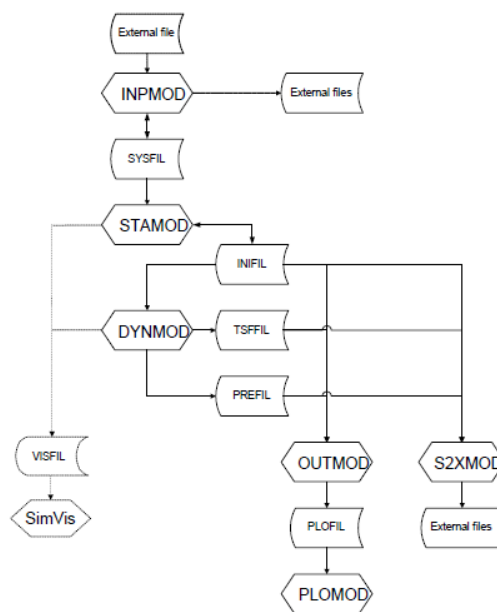 External file
INPMOD
External files
SYSFIL
STAMOD
INIFIL
DYNMOD
TSFFIL
PREFIL
VISFIL
OUTMOD
S2XMOD
SimVis
PLOFIL
External files
PLOMOD